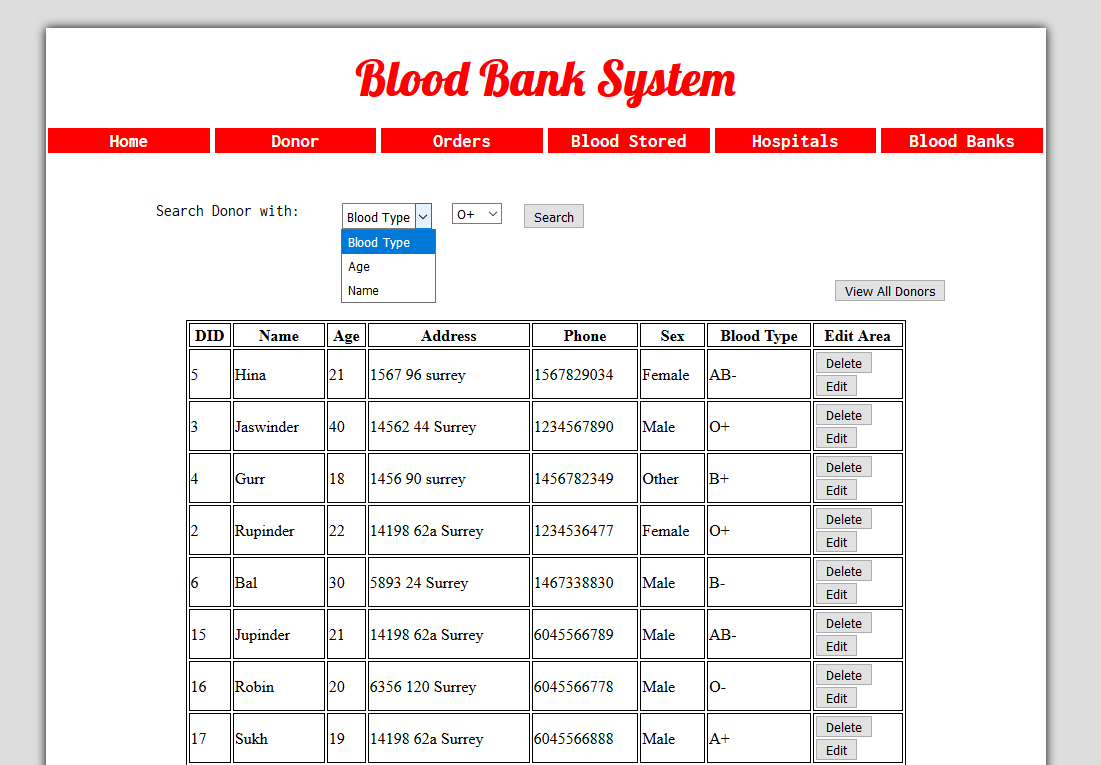 Blood Bank System
Home Donor Orders Blood Stored Hospitals Blood Banks
Search Donor with: Blood Type O+ Search
Blood Type
Age
Name
View All Donors
DID Name Age Address Phone Sex Blood Type Edit Area
5 Hina 21 1567 96 surrey 1567829034 Female AB- Delete
Edit
3 Jaswinder 40 14562 44 Surrey 1234567890 Male O+ Delete
Edit
4 Gurr 18 1456 90 surrey 1456782349 Other B+ Delete
Edit
2 Rupinder 22 14198 62a Surrey 1234536477 Female O+ Delete
Edit
6 Bal 30 5893 24 Surrey 1467338830 Male B- Delete
Edit
15 Jupinder 21 14198 62a Surrey 6045566789 Male AB- Delete
Edit
16 Robin 20 6356 120 Surrey 6045566778 Male O- Delete
Edit
17 Sukh 19 14198 62a Surrey 6045566888 Male A+ Delete
Edit